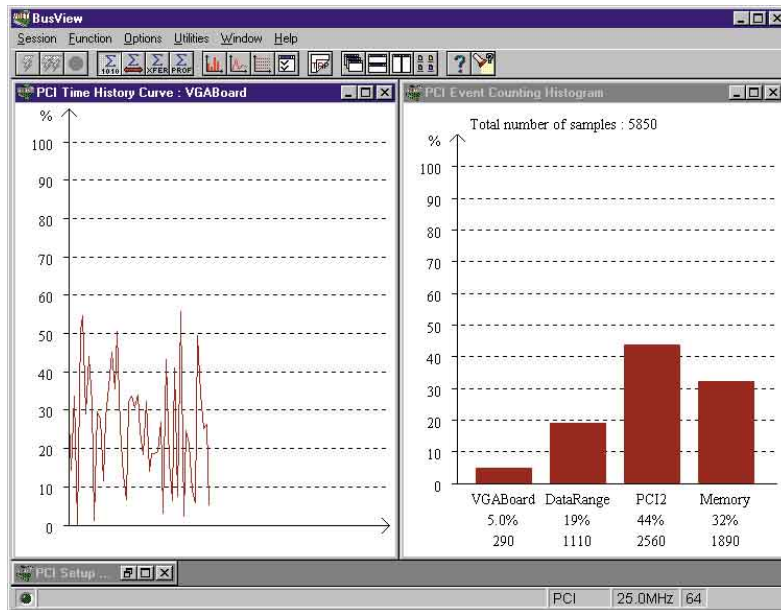 BusView
Session Function Options Utilities Window Help
1010 XFER PROF
PCI Time History Curve : VGABoard
%
100
90
80
70
60
50
40
30
20
10
0
PCI Event Counting Histogram
Total number of samples : 5850
%
100
90
80
70
60
50
40
30
20
10
0
VGABoard DataRange PCI2 Memory
5.0% 19% 44% 32%
290 1110 2560 1890
PCI Setup ...
PCI 25.0MHz 64